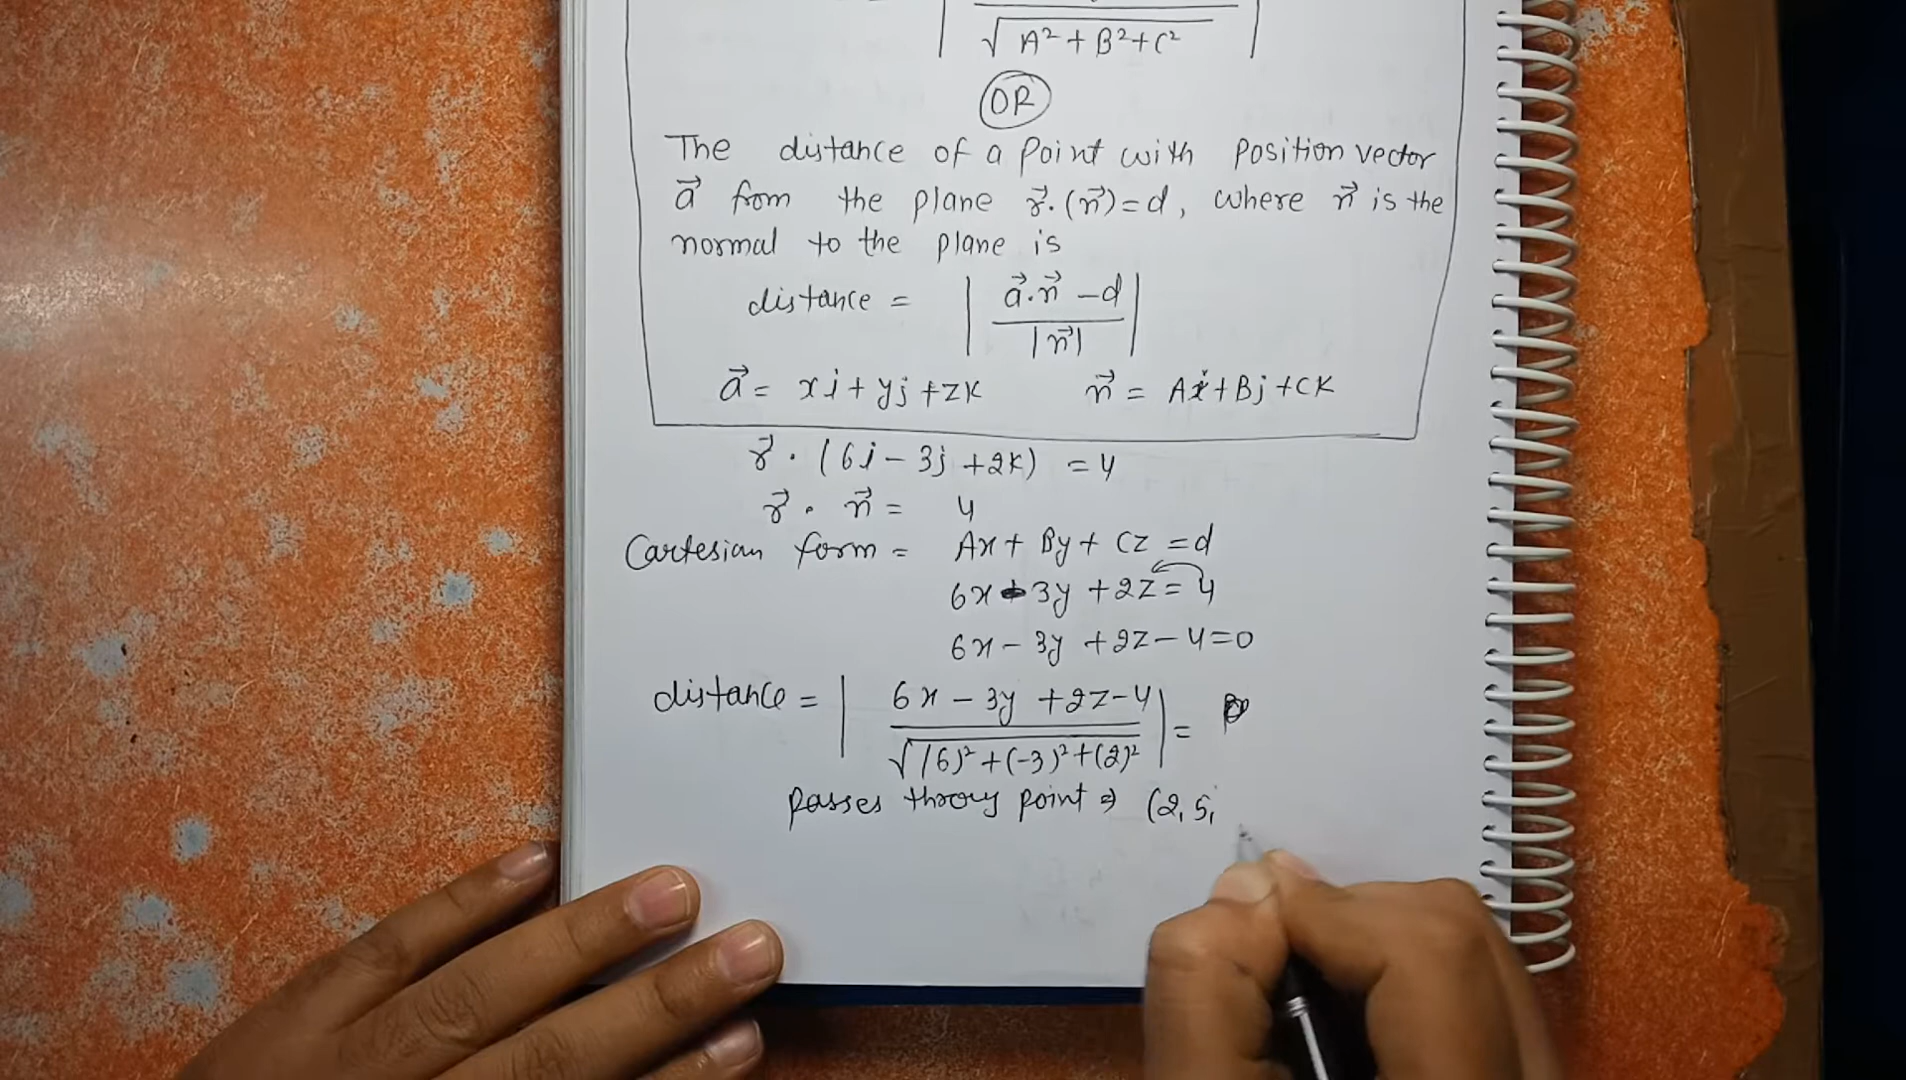 √A²+B²+C²
OR
The distance of a Point with Position vector
a⃗ from the plane r⃗.(n⃗)=d, where n⃗ is the
normal to the plane is
distance = | a⃗.n⃗ -d / |n⃗| |
a⃗ = xi+yj+zk n⃗ = Ai+Bj+CK
r⃗ . (6i-3j+2k) = 4
r⃗ . n⃗ = 4
Cartesian form = Ax+By+Cz=d
6x-3y+2z=4
6x-3y+2z-4=0
distance = | 6x-3y+2z-4 / √(6)²+(-3)²+(2)² | =
Passes point ⇒ (2, 5,